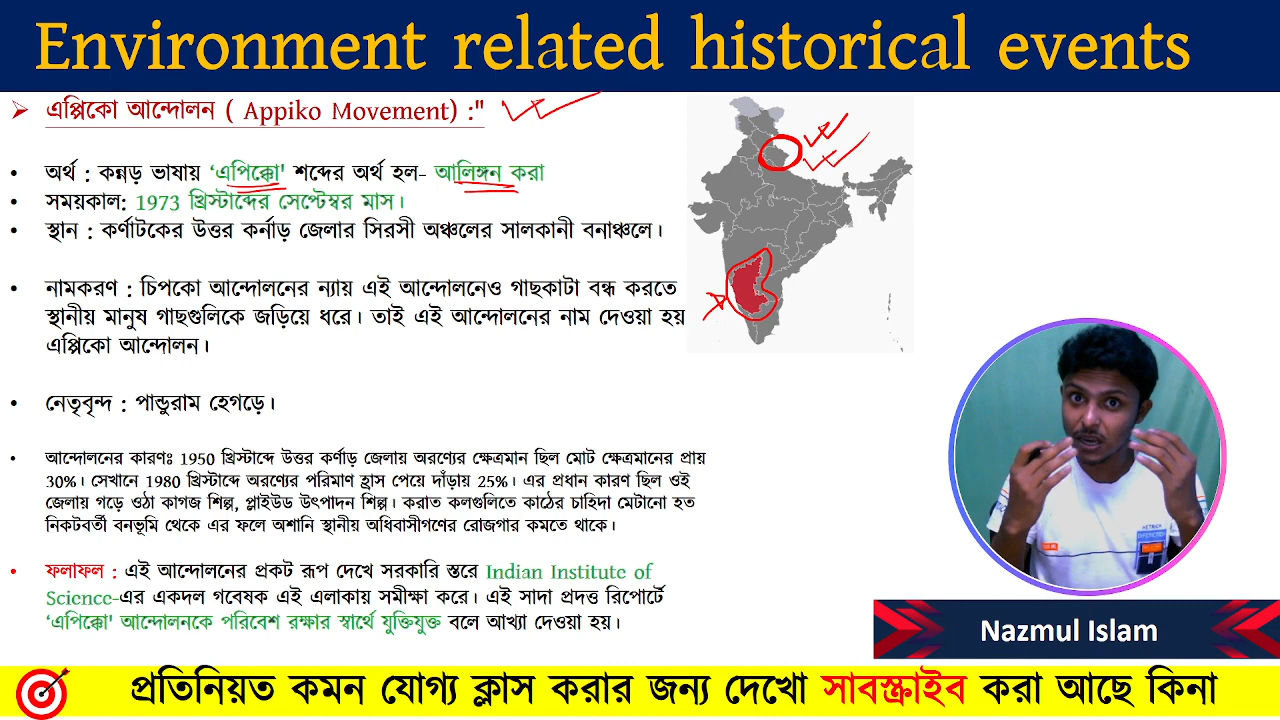 Environment related historical events
➢ এপ্পিকো আন্দোলন ( Appiko Movement) :"
• অর্থ : কন্নড় ভাষায় ‘এপিক্কো' শব্দের অর্থ হল- আলিঙ্গন করা
• সময়কাল: 1973 খ্রিস্টাব্দের সেপ্টেম্বর মাস।
• স্থান : কর্ণাটকের উত্তর কর্নাড় জেলার সিরসী অঞ্চলের সালকানী বনাঞ্চলে।
• নামকরণ : চিপকো আন্দোলনের ন্যায় এই আন্দোলনেও গাছকাটা বন্ধ করতে
স্থানীয় মানুষ গাছগুলিকে জড়িয়ে ধরে। তাই এই আন্দোলনের নাম দেওয়া হয়
এপ্পিকো আন্দোলন।
• নেতৃবৃন্দ : পান্ডুরাম হেগড়ে।
• আন্দোলনের কারণঃ 1950 খ্রিস্টাব্দে উত্তর কর্ণাড় জেলায় অরণ্যের ক্ষেত্রমান ছিল মোট ক্ষেত্রমানের প্রায়
30%। সেখানে 1980 খ্রিস্টাব্দে অরণ্যের পরিমাণ হ্রাস পেয়ে দাঁড়ায় 25%। এর প্রধান কারণ ছিল ওই
জেলায় গড়ে ওঠা কাগজ শিল্প, প্লাইউড উৎপাদন শিল্প। করাত কলগুলিতে কাঠের চাহিদা মেটানো হত
নিকটবর্তী বনভূমি থেকে এর ফলে অশানি স্থানীয় অধিবাসীগণের রোজগার কমতে থাকে।
• ফলাফল : এই আন্দোলনের প্রকট রূপ দেখে সরকারি স্তরে Indian Institute of
Science-এর একদল গবেষক এই এলাকায় সমীক্ষা করে। এই সাদা প্রদত্ত রিপোর্টে
‘এপিক্কো' আন্দোলনকে পরিবেশ রক্ষার স্বার্থে যুক্তিযুক্ত বলে আখ্যা দেওয়া হয়।
Nazmul Islam
প্রতিনিয়ত কমন যোগ্য ক্লাস করার জন্য দেখো সাবস্ক্রাইব করা আছে কিনা